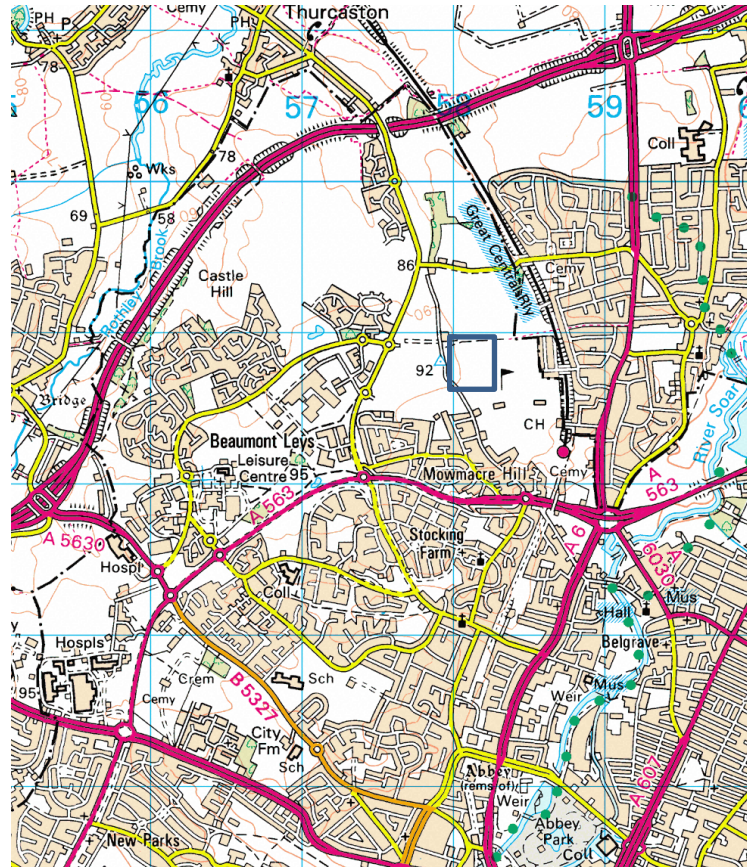 PH
P
Cemy
PH
Thurcaston
78
56
57
58
59
Coll
Wks
78
58
69
Rothley Brook
Castle
Hill
86
Great Central Rly
Cemy
92
Bridge
CH
River Soar
Beaumont Leys
Leisure
Centre
95
Mowmacre Hill
Cemy
A
563
A 563
A 5630
Stocking
Farm
A 6
A
6030
Hospl
Coll
Hall
Mus
Belgrave
y
Hospls
95
Crem
Cemy
B 5327
Sch
Weir
Mus
City
Fm
Sch
Abbey
(rems of)
Weir
A 607
New Parks
Abbey
Park
Coll